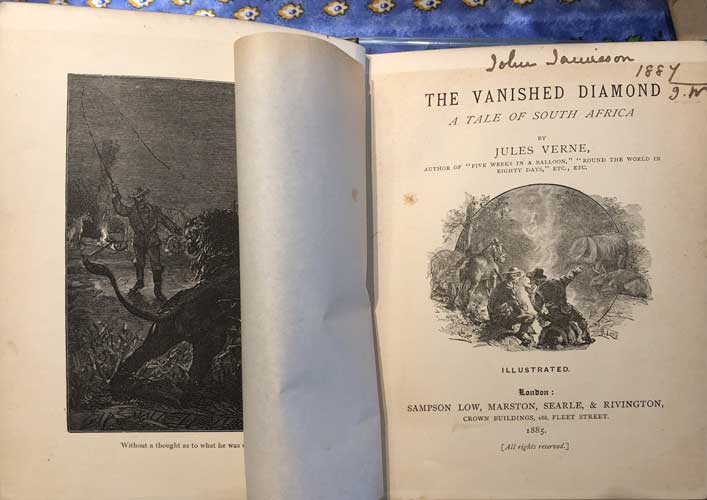 Without a thought as to what he was
John Jamieson
1887
J.W
THE VANISHED DIAMOND
A TALE OF SOUTH AFRICA
BY
JULES VERNE,
AUTHOR OF "FIVE WEEKS IN A BALLOON," "ROUND THE WORLD IN
EIGHTY DAYS," ETC., ETC.
ILLUSTRATED.
London:
SAMPSON LOW, MARSTON, SEARLE, & RIVINGTON,
CROWN BUILDINGS, 188, FLEET STREET.
1885.
[All rights reserved.]